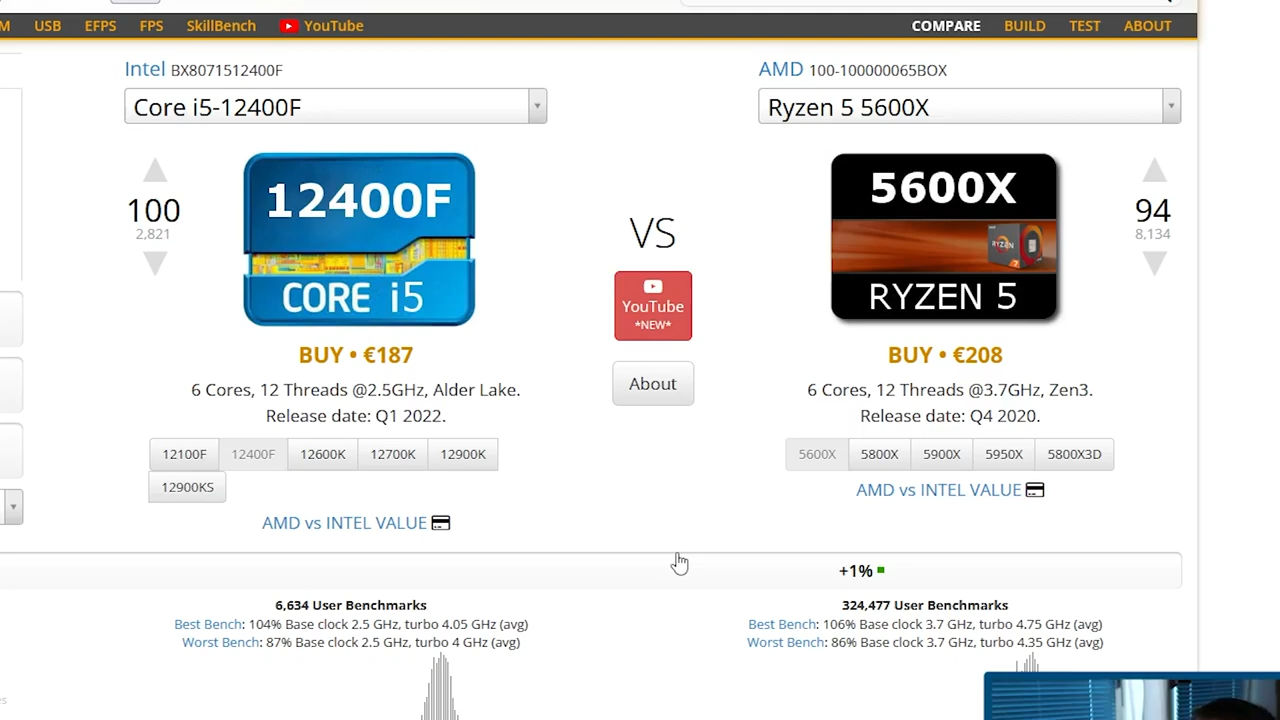 M USB EFPS FPS SkillBench YouTube COMPARE BUILD TEST ABOUT
Intel BX8071512400F
AMD 100-100000065BOX
Core i5-12400F
Ryzen 5 5600X
100
2,821
12400F
CORE i5
VS
YouTube
*NEW*
About
5600X
RYZEN
7
RYZEN 5
94
8,134
BUY • €187
BUY • €208
6 Cores, 12 Threads @2.5GHz, Alder Lake.
Release date: Q1 2022.
6 Cores, 12 Threads @3.7GHz, Zen3.
Release date: Q4 2020.
12100F 12400F 12600K 12700K 12900K
12900KS
5600X 5800X 5900X 5950X 5800X3D
AMD vs INTEL VALUE
AMD vs INTEL VALUE
+1%
6,634 User Benchmarks
Best Bench: 104% Base clock 2.5 GHz, turbo 4.05 GHz (avg)
Worst Bench: 87% Base clock 2.5 GHz, turbo 4 GHz (avg)
324,477 User Benchmarks
Best Bench: 106% Base clock 3.7 GHz, turbo 4.75 GHz (avg)
Worst Bench: 86% Base clock 3.7 GHz, turbo 4.35 GHz (avg)